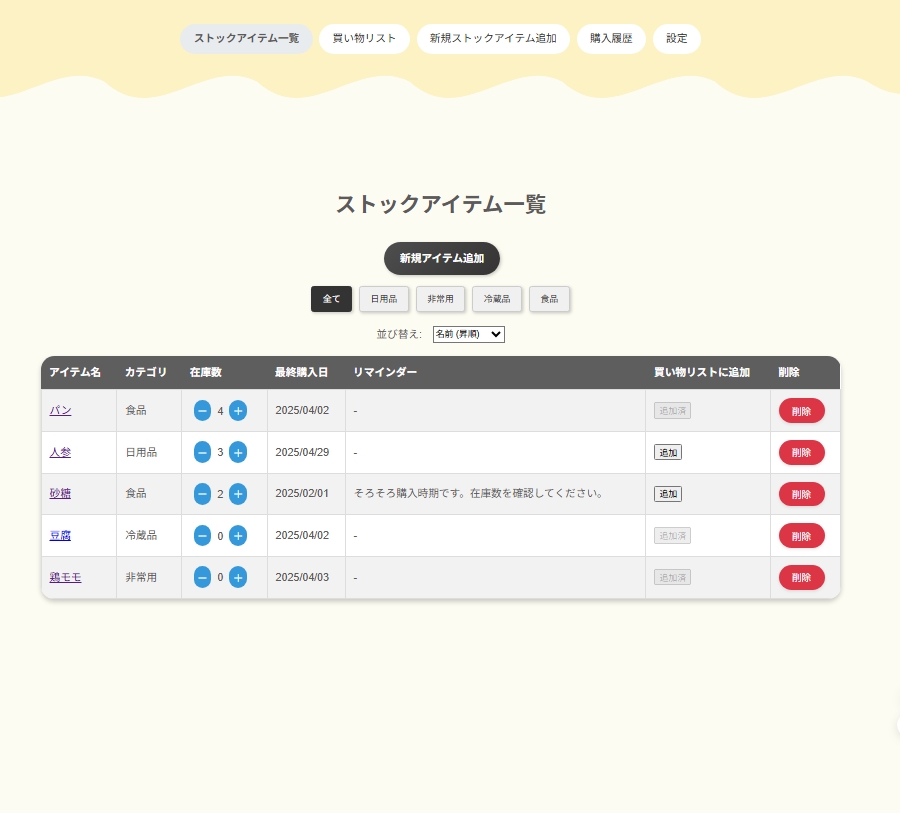 ストックアイテム一覧 買い物リスト 新規ストックアイテム追加 購入履歴 設定
ストックアイテム一覧
新規アイテム追加
全て 日用品 非常用 冷蔵品 食品
並び替え: 名前 (昇順)
アイテム名 カテゴリ 在庫数 最終購入日 リマインダー 買い物リストに追加 削除
パン 食品 − 4 + 2025/04/02 - 追加済 削除
人参 日用品 − 3 + 2025/04/29 - 追加 削除
砂糖 食品 − 2 + 2025/02/01 そろそろ購入時期です。在庫数を確認してください。 追加 削除
豆腐 冷蔵品 − 0 + 2025/04/02 - 追加済 削除
鶏モモ 非常用 − 0 + 2025/04/03 - 追加済 削除